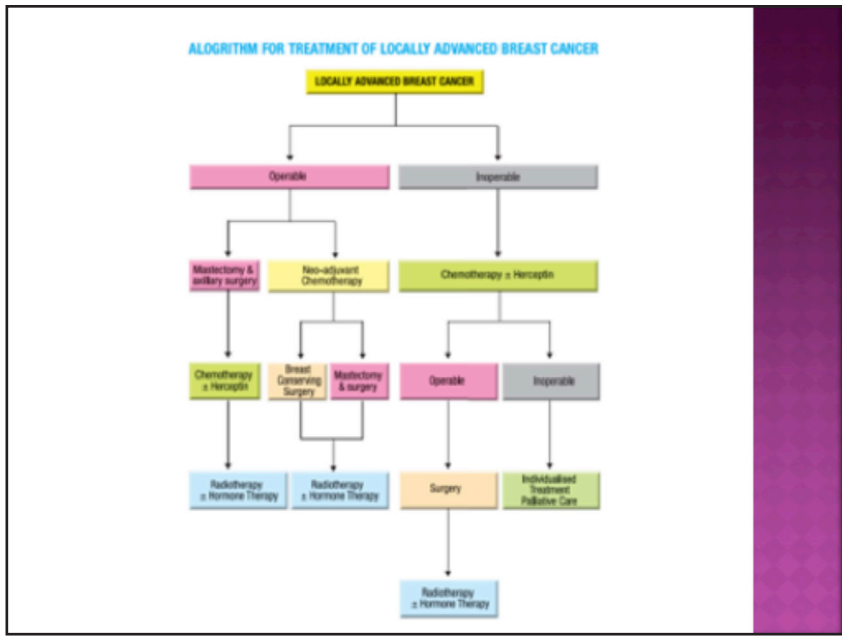 ALOGRITHM FOR TREATMENT OF LOCALLY ADVANCED BREAST CANCER
LOCALLY ADVANCED BREAST CANCER
Operable
Inoperable
Mastectomy &
axillary surgery
Neo-adjuvant
Chemotherapy
Chemotherapy ± Herceptin
Chemotherapy
± Herceptin
Breast
Conserving
Surgery
Mastectomy
& surgery
Operable
Inoperable
Radiotherapy
± Hormone Therapy
Radiotherapy
± Hormone Therapy
Surgery
Individualised
Treatment
Palliative Care
Radiotherapy
± Hormone Therapy